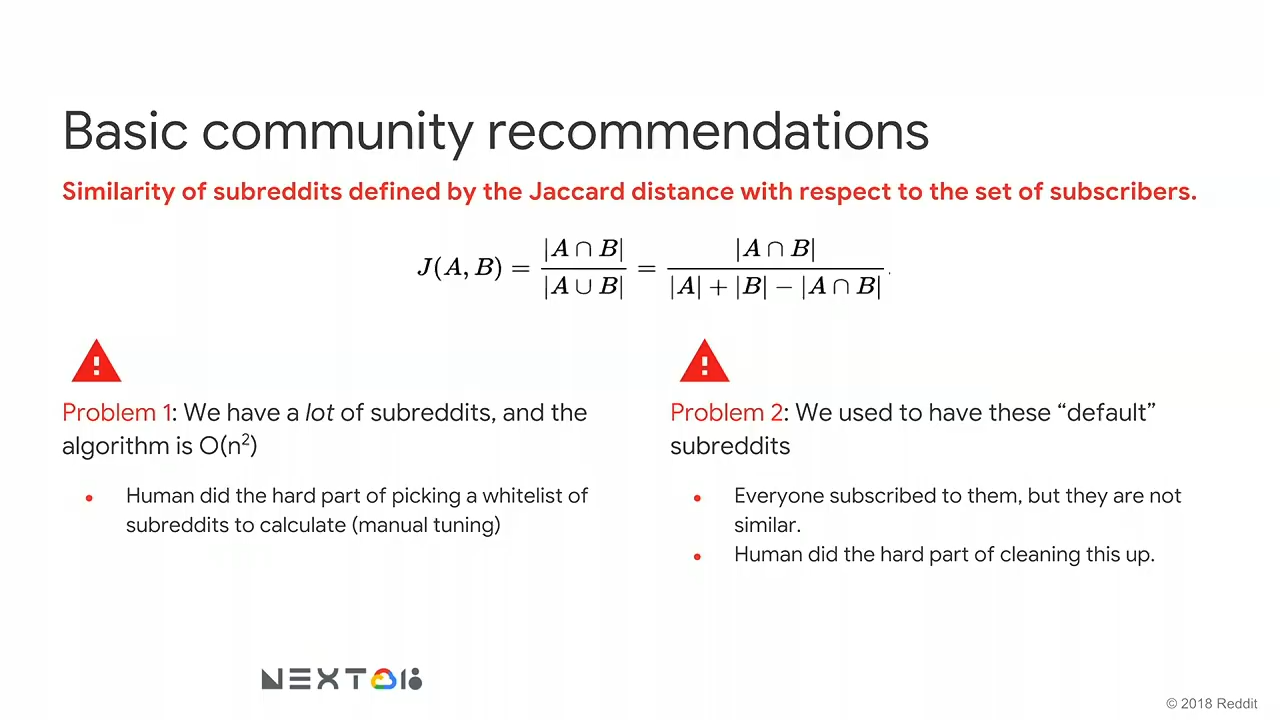 Basic community recommendations
Similarity of subreddits defined by the Jaccard distance with respect to the set of subscribers.
J(A, B) = |A ∩ B| / |A ∪ B| = |A ∩ B| / (|A| + |B| − |A ∩ B|).
Problem 1: We have a lot of subreddits, and the
algorithm is O(n²)
• Human did the hard part of picking a whitelist of
subreddits to calculate (manual tuning)
Problem 2: We used to have these “default”
subreddits
• Everyone subscribed to them, but they are not
similar.
• Human did the hard part of cleaning this up.
NEXT 18
© 2018 Reddit